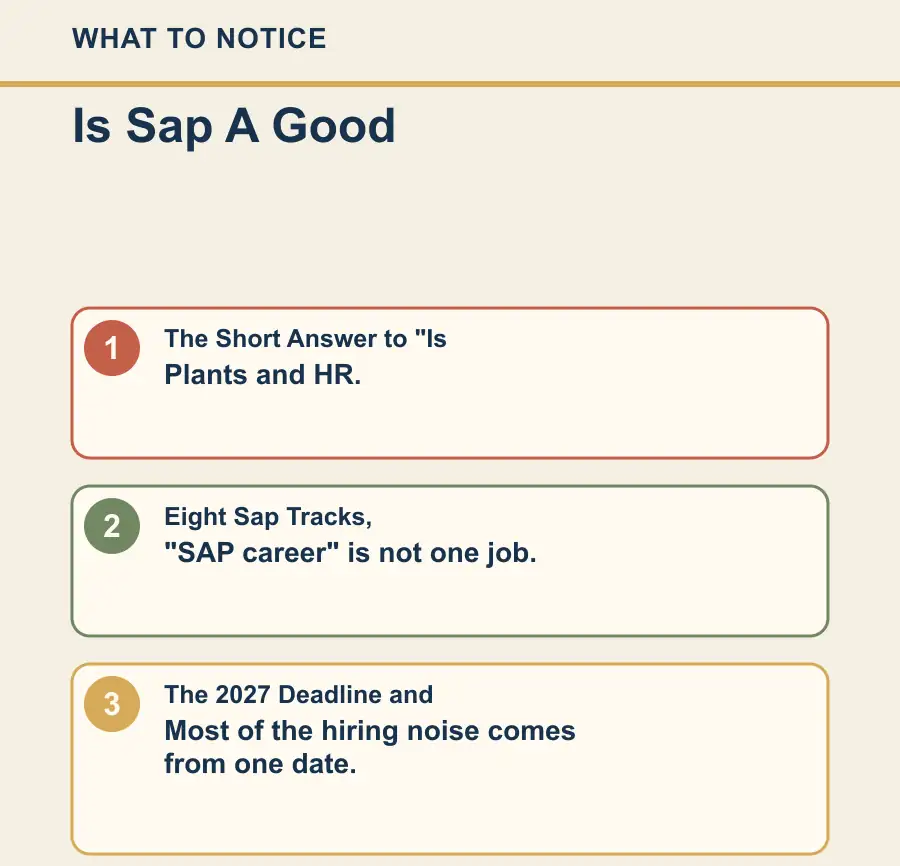 WHAT TO NOTICE
Is Sap A Good
1
The Short Answer to "Is
Plants and HR.
2
Eight Sap Tracks,
"SAP career" is not one job.
3
The 2027 Deadline and
Most of the hiring noise comes
from one date.